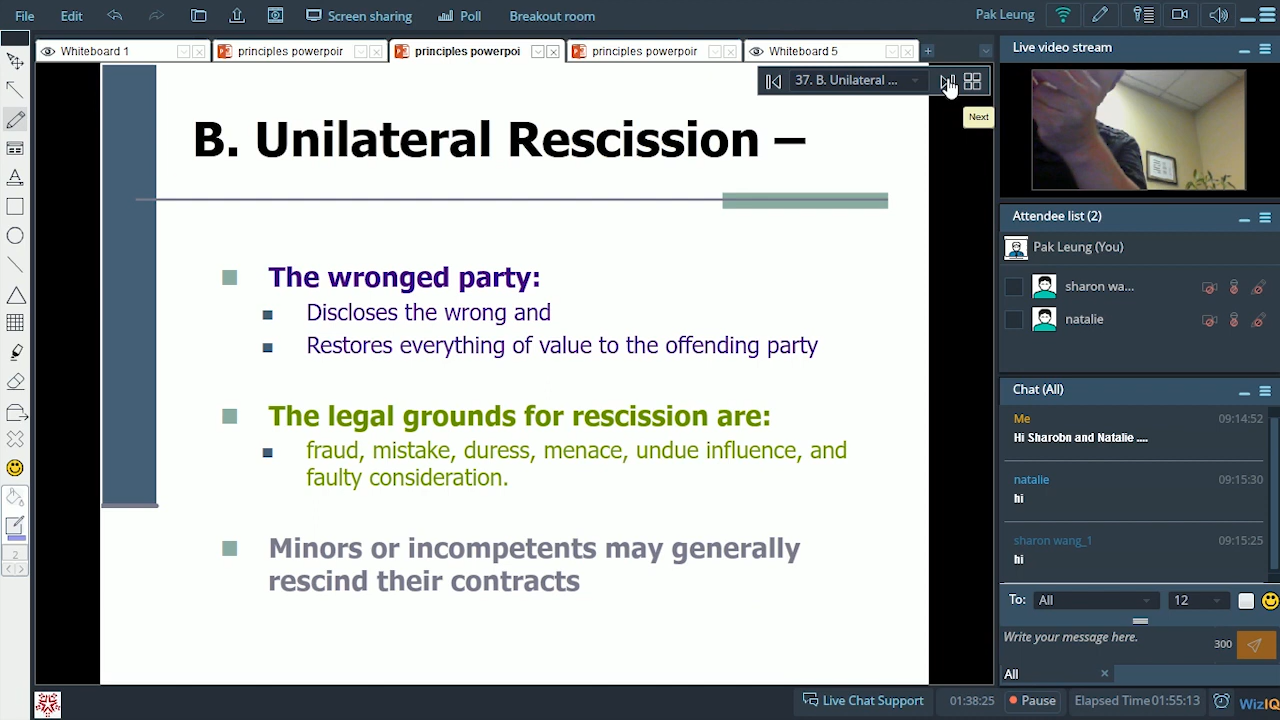 File Edit Screen sharing Poll Breakout room Pak Leung
Whiteboard 1 principles powerpoir principles powerpoi principles powerpoir Whiteboard 5
Live video stream
37. B. Unilateral ...
Next
B. Unilateral Rescission –
The wronged party:
Discloses the wrong and
Restores everything of value to the offending party
The legal grounds for rescission are:
fraud, mistake, duress, menace, undue influence, and
faulty consideration.
Minors or incompetents may generally
rescind their contracts
2
Attendee list (2)
Pak Leung (You)
sharon wa...
natalie
Chat (All)
Me 09:14:52
Hi Sharobn and Natalie ....
natalie 09:15:30
hi
sharon wang_1 09:15:25
hi
To: All 12
Write your message here.
300
All
Live Chat Support 01:38:25 Pause Elapsed Time 01:55:13 WizIQ